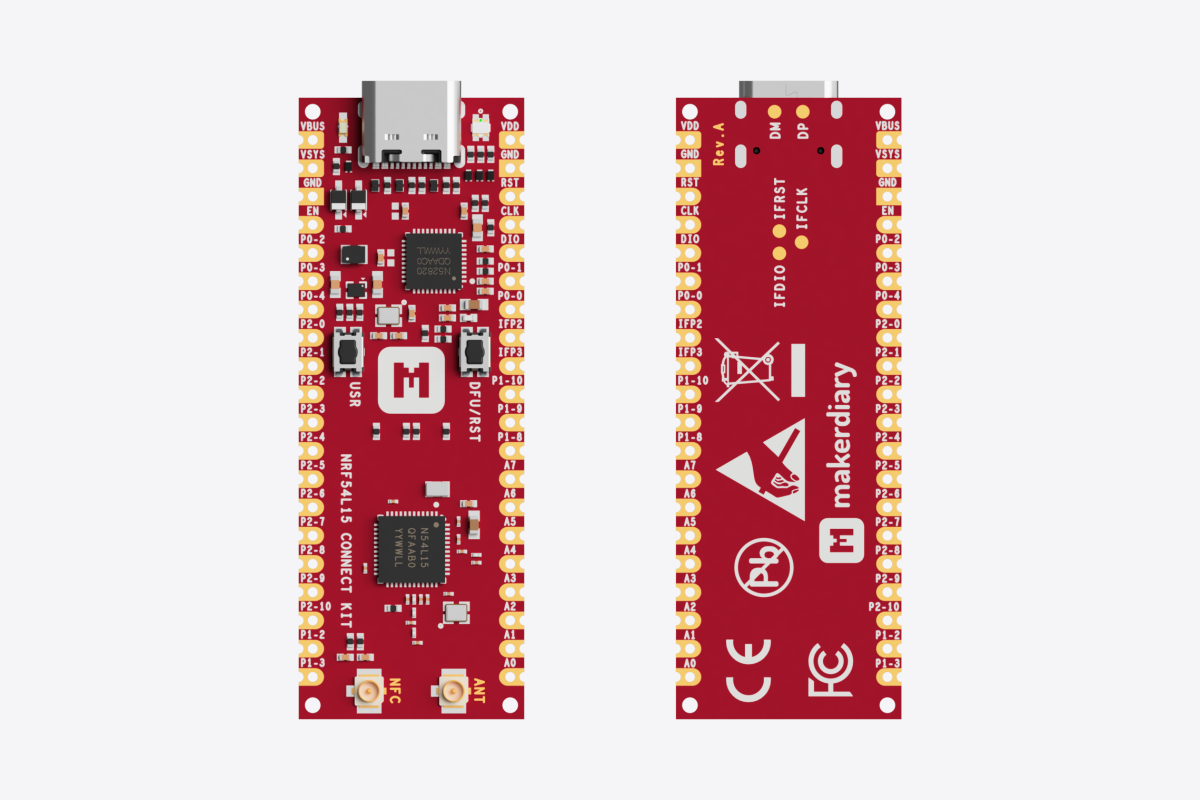 VBUS
VSYS
GND
EN
P0-2
P0-3
P0-4
P2-0
P2-1
P2-2
P2-3
P2-4
P2-5
P2-6
P2-7
P2-8
P2-9
P2-10
P1-2
P1-3
VDD
GND
RST
CLK
DIO
P0-1
P0-0
IFP2
IFP3
P1-10
P1-9
P1-8
A7
A6
A5
A4
A3
A2
A1
A0
N52820
QDAAC0
YYWWLL
USR
DFU/RST
M
NRF54L15 CONNECT KIT
N54L15
QFAAB0
YYWWLL
NFC
ANT
VDD
GND
RST
CLK
DIO
P0-1
P0-0
IFP2
IFP3
P1-10
P1-9
P1-8
A7
A6
A5
A4
A3
A2
A1
A0
Rev.A
DM
DP
IFRST
IFCLK
IFDIO
M makerdiary
Pb
CE
FC
VBUS
VSYS
GND
EN
P0-2
P0-3
P0-4
P2-0
P2-1
P2-2
P2-3
P2-4
P2-5
P2-6
P2-7
P2-8
P2-9
P2-10
P1-2
P1-3